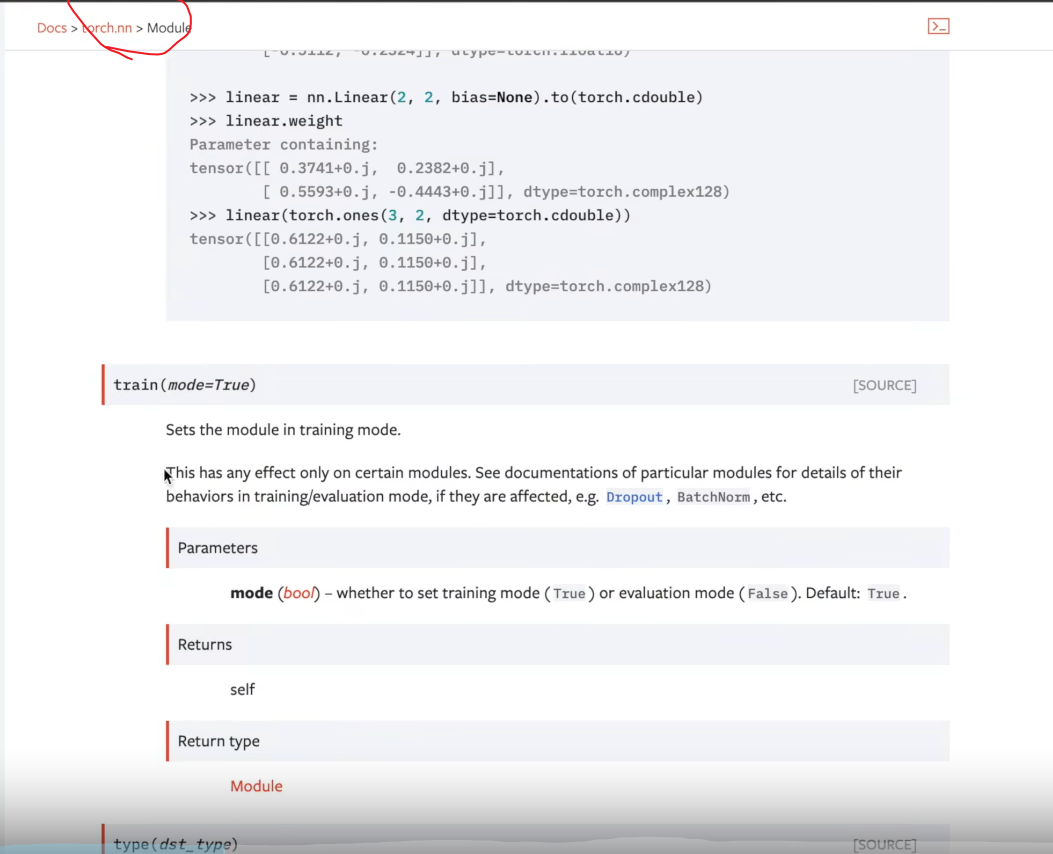 Docs > torch.nn > Module
>>> linear = nn.Linear(2, 2, bias=None).to(torch.cdouble)
>>> linear.weight
Parameter containing:
tensor([[ 0.3741+0.j,  0.2382+0.j],
        [ 0.5593+0.j, -0.4443+0.j]], dtype=torch.complex128)
>>> linear(torch.ones(3, 2, dtype=torch.cdouble))
tensor([[0.6122+0.j, 0.1150+0.j],
        [0.6122+0.j, 0.1150+0.j],
        [0.6122+0.j, 0.1150+0.j]], dtype=torch.complex128)
train(mode=True) [SOURCE]
Sets the module in training mode.
This has any effect only on certain modules. See documentations of particular modules for details of their
behaviors in training/evaluation mode, if they are affected, e.g. Dropout, BatchNorm, etc.
Parameters
mode (bool) – whether to set training mode (True) or evaluation mode (False). Default: True.
Returns
self
Return type
Module
type(dst_type) [SOURCE]